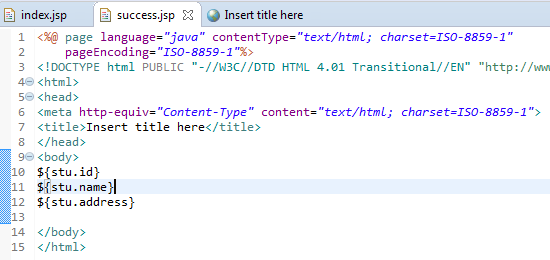 index.jsp success.jsp Insert title here
1 <%@ page language="java" contentType="text/html; charset=ISO-8859-1"
2 pageEncoding="ISO-8859-1"%>
3 <!DOCTYPE html PUBLIC "-//W3C//DTD HTML 4.01 Transitional//EN" "http://www
4 <html>
5 <head>
6 <meta http-equiv="Content-Type" content="text/html; charset=ISO-8859-1">
7 <title>Insert title here</title>
8 </head>
9 <body>
10 ${stu.id}
11 ${stu.name}
12 ${stu.address}
13
14 </body>
15 </html>